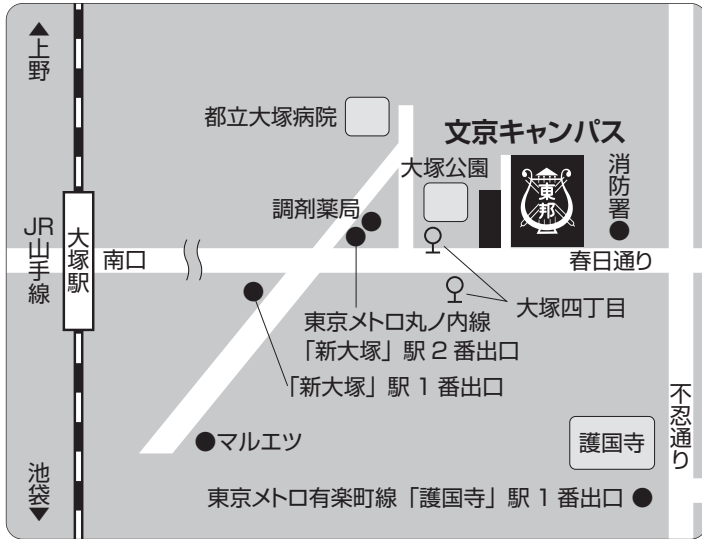 ▲上野
都立大塚病院
文京キャンパス
大塚公園
消防署
東邦
調剤薬局
JR山手線
大塚駅
南口
春日通り
大塚四丁目
東京メトロ丸ノ内線
「新大塚」駅2番出口
「新大塚」駅1番出口
不忍通り
マルエツ
護国寺
池袋▼
東京メトロ有楽町線「護国寺」駅1番出口